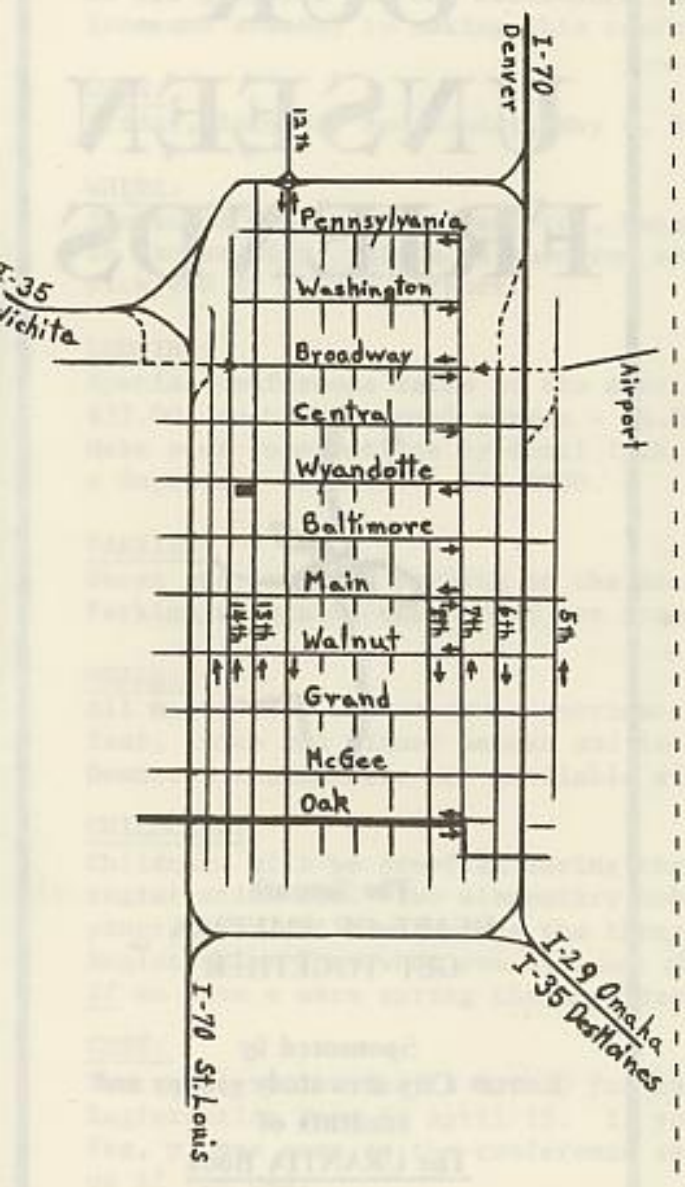 I-70
Denver
12th
Pennsylvania
I-35
Wichita
Washington
Broadway
Airport
Central
Wyandotte
Baltimore
Main
14th
13th
7th
6th
5th
Walnut
Grand
McGee
Oak
I-29 Omaha
I-35 DesMoines
I-70 St.Louis